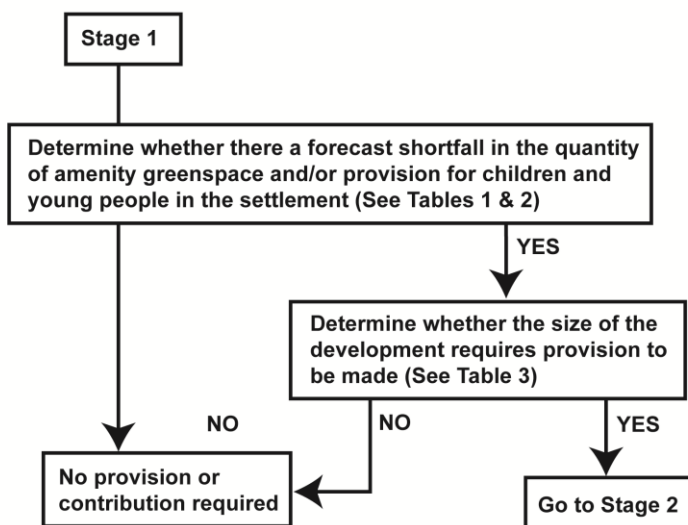 Stage 1
Determine whether there a forecast shortfall in the quantity
of amenity greenspace and/or provision for children and
young people in the settlement (See Tables 1 & 2)
YES
Determine whether the size of the
development requires provision to
be made (See Table 3)
NO
NO
YES
No provision or
contribution required
Go to Stage 2